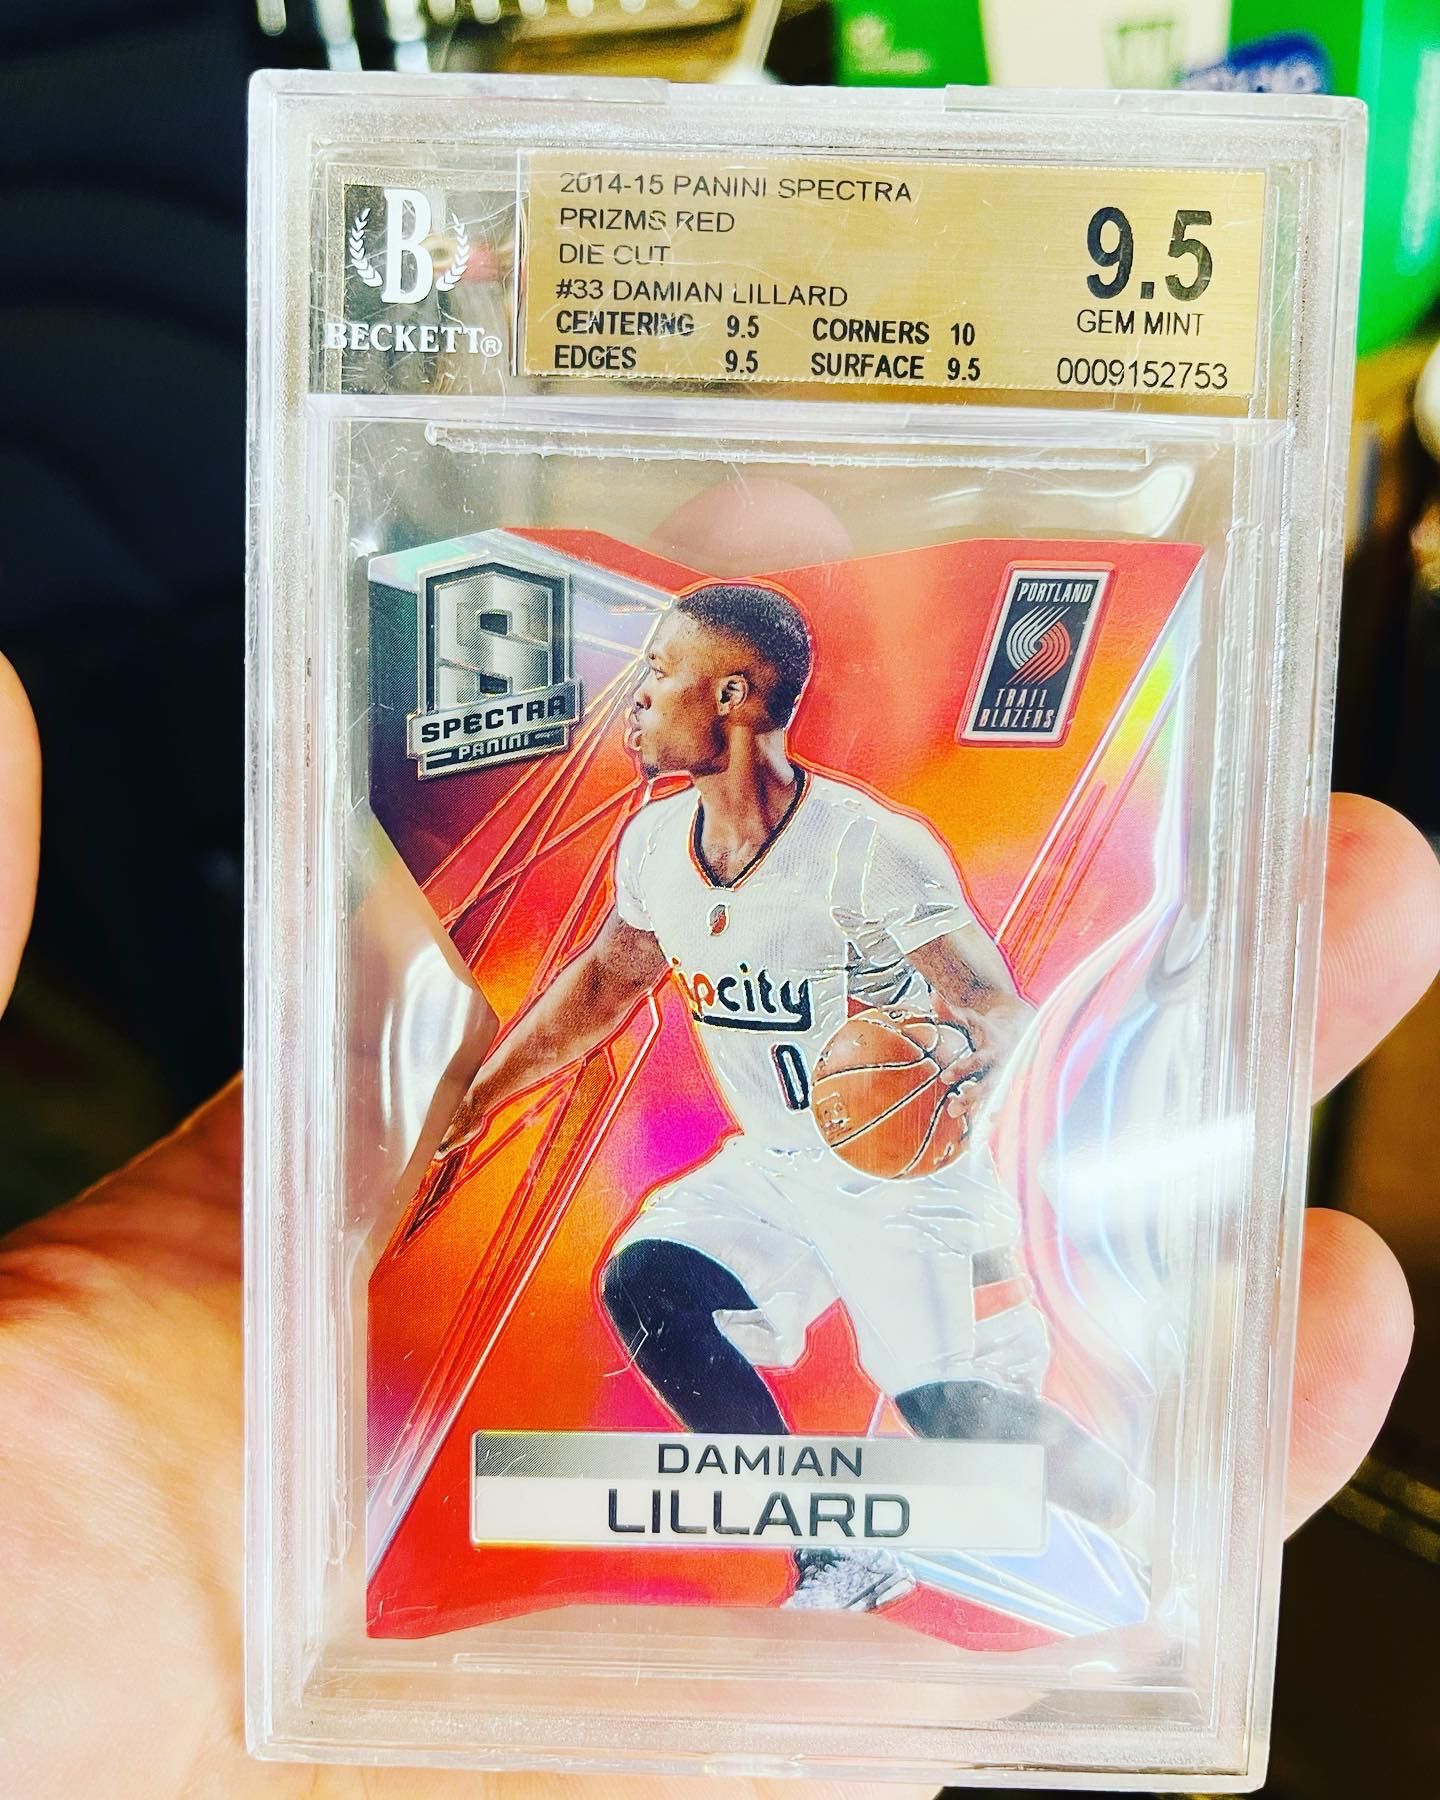 2014-15 PANINI SPECTRA
PRIZMS RED
DIE CUT
#33 DAMIAN LILLARD
CENTERING 9.5 CORNERS 10
EDGES 9.5 SURFACE 9.5
9.5
GEM MINT
0009152753
B
BECKETT®
S
SPECTRA
PANINI
PORTLAND
TRAIL
BLAZERS
ripcity
0
DAMIAN
LILLARD